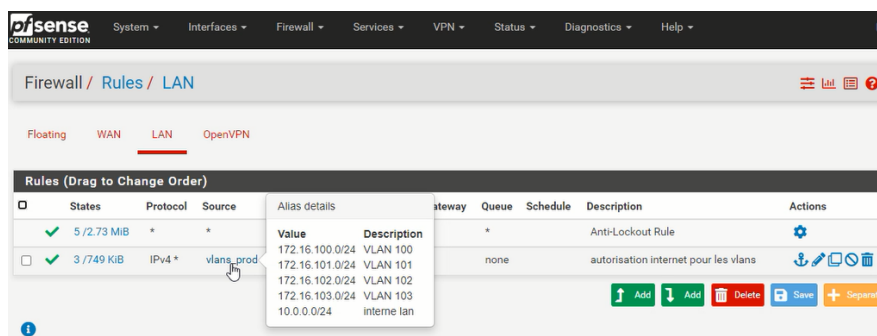 pfsense System Interfaces Firewall Services VPN Status Diagnostics Help
COMMUNITY EDITION
Firewall / Rules / LAN
Floating WAN LAN OpenVPN
Rules (Drag to Change Order)
States Protocol Source ateway Queue Schedule Description Actions
5 /2.73 MiB * * * Anti-Lockout Rule
3 /749 KiB IPv4 * vlans_prod none autorisation internet pour les vlans
Alias details
Value Description
172.16.100.0/24 VLAN 100
172.16.101.0/24 VLAN 101
172.16.102.0/24 VLAN 102
172.16.103.0/24 VLAN 103
10.0.0.0/24 interne lan
Add Add Delete Save Separat